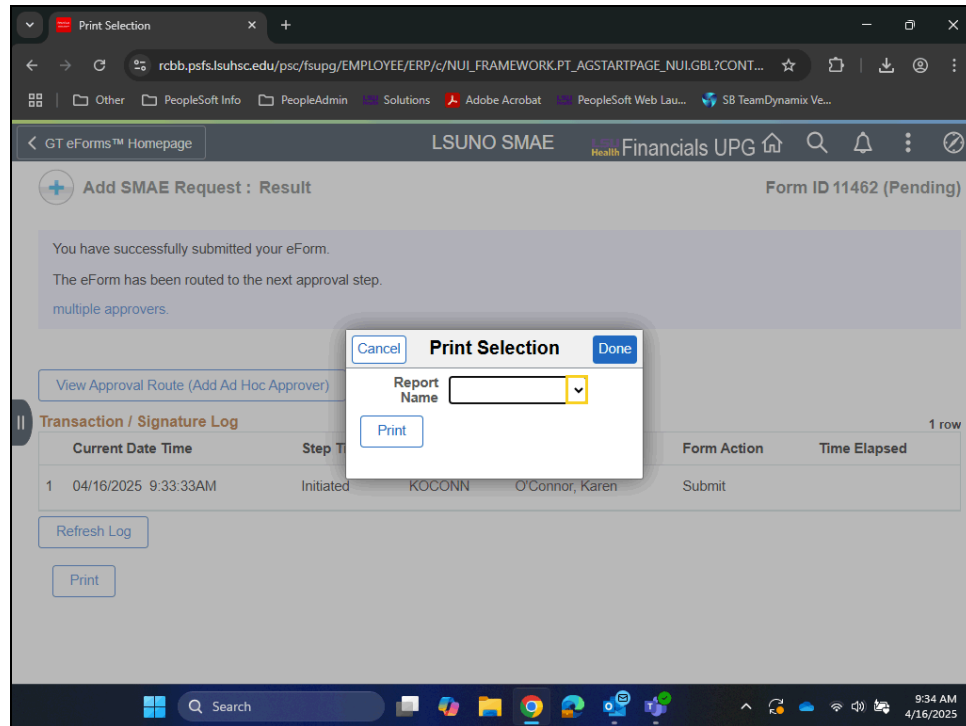 Print Selection
rcbb.psfs.lsuhsc.edu/psc/fsupg/EMPLOYEE/ERP/c/NUI_FRAMEWORK.PT_AGSTARTPAGE_NUI.GBL?CONT...
Other PeopleSoft Info PeopleAdmin Solutions Adobe Acrobat PeopleSoft Web Lau... SB TeamDynamix Ve...
GT eForms™ Homepage LSUNO SMAE Health Financials UPG
Add SMAE Request : Result Form ID 11462 (Pending)
You have successfully submitted your eForm.
The eForm has been routed to the next approval step.
multiple approvers.
Cancel Print Selection Done
Report Name
Print
View Approval Route (Add Ad Hoc Approver)
Transaction / Signature Log 1 row
Current Date Time Step Ti Form Action Time Elapsed
1 04/16/2025 9:33:33AM Initiated KOCONN O'Connor, Karen Submit
Refresh Log
Print
Search 9:34 AM
4/16/2025